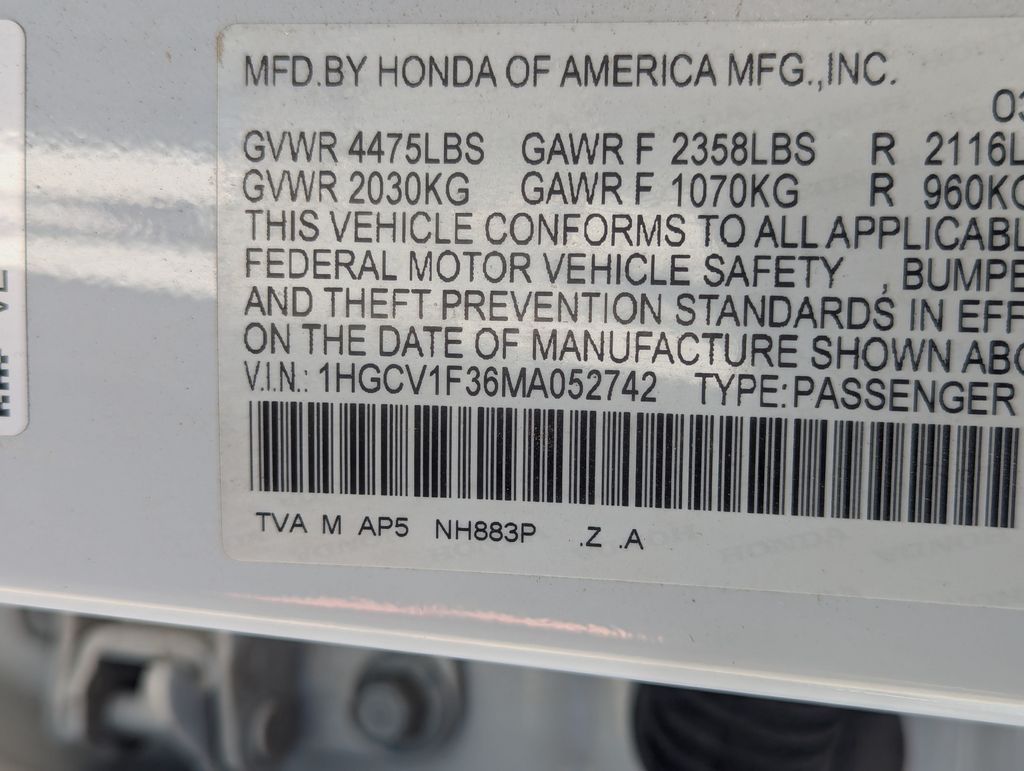 MFD.BY HONDA OF AMERICA MFG.,INC.
03
GVWR 4475LBS GAWR F 2358LBS R 2116L
GVWR 2030KG GAWR F 1070KG R 960KG
THIS VEHICLE CONFORMS TO ALL APPLICABL
FEDERAL MOTOR VEHICLE SAFETY , BUMPE
AND THEFT PREVENTION STANDARDS IN EFF
ON THE DATE OF MANUFACTURE SHOWN ABO
V.I.N.: 1HGCV1F36MA052742 TYPE:PASSENGER
TVA M AP5 NH883P .Z .A